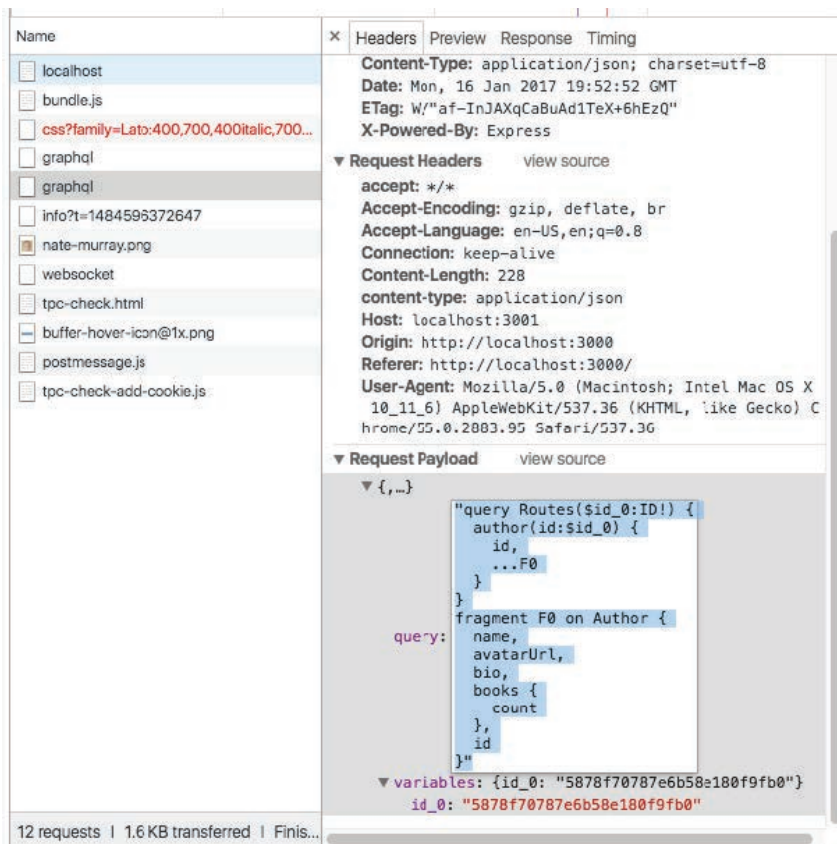 Name
localhost
bundle.js
css?family=Lato:400,700,400italic,700...
graphql
graphql
info?t=1484596372647
nate-murray.png
websocket
tpc-check.html
buffer-hover-icon@1x.png
postmessage.js
tpc-check-add-cookie.js
12 requests | 1.6 KB transferred | Finis...
× Headers Preview Response Timing
Content-Type: application/json; charset=utf-8
Date: Mon, 16 Jan 2017 19:52:52 GMT
ETag: W/"af-InJAXqCaBuAd1TeX+6hEzQ"
X-Powered-By: Express
▼ Request Headers view source
accept: */*
Accept-Encoding: gzip, deflate, br
Accept-Language: en-US,en;q=0.8
Connection: keep-alive
Content-Length: 228
content-type: application/json
Host: localhost:3001
Origin: http://localhost:3000
Referer: http://localhost:3000/
User-Agent: Mozilla/5.0 (Macintosh; Intel Mac OS X
10_11_6) AppleWebKit/537.36 (KHTML, like Gecko) C
hrome/55.0.2883.95 Safari/537.36
▼ Request Payload view source
▼ {,…}
"query Routes($id_0:ID!) {
author(id:$id_0) {
id,
...F0
}
}
fragment F0 on Author {
name,
query: avatarUrl,
bio,
books {
count
},
id
}"
▼ variables: {id_0: "5878f70787e6b58e180f9fb0"}
id_0: "5878f70787e6b58e180f9fb0"